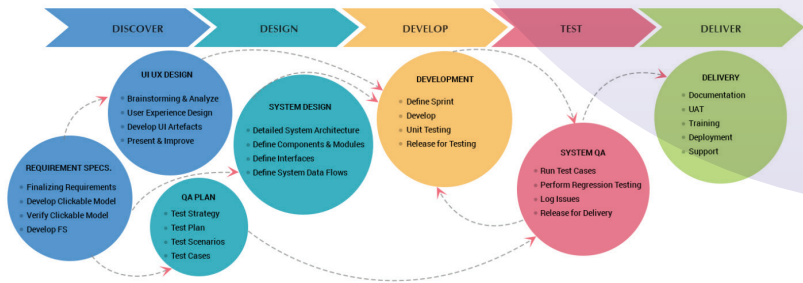 DISCOVER
DESIGN
DEVELOP
TEST
DELIVER
UI UX DESIGN
Brainstorming & Analyze
User Experience Design
Develop UI Artefacts
Present & Improve
REQUIREMENT SPECS.
Finalizing Requirements
Develop Clickable Model
Verify Clickable Model
Develop FS
SYSTEM DESIGN
Detailed System Architecture
Define Components & Modules
Define Interfaces
Define System Data Flows
QA PLAN
Test Strategy
Test Plan
Test Scenarios
Test Cases
DEVELOPMENT
Define Sprint
Develop
Unit Testing
Release for Testing
SYSTEM QA
Run Test Cases
Perform Regression Testing
Log Issues
Release for Delivery
DELIVERY
Documentation
UAT
Training
Deployment
Support